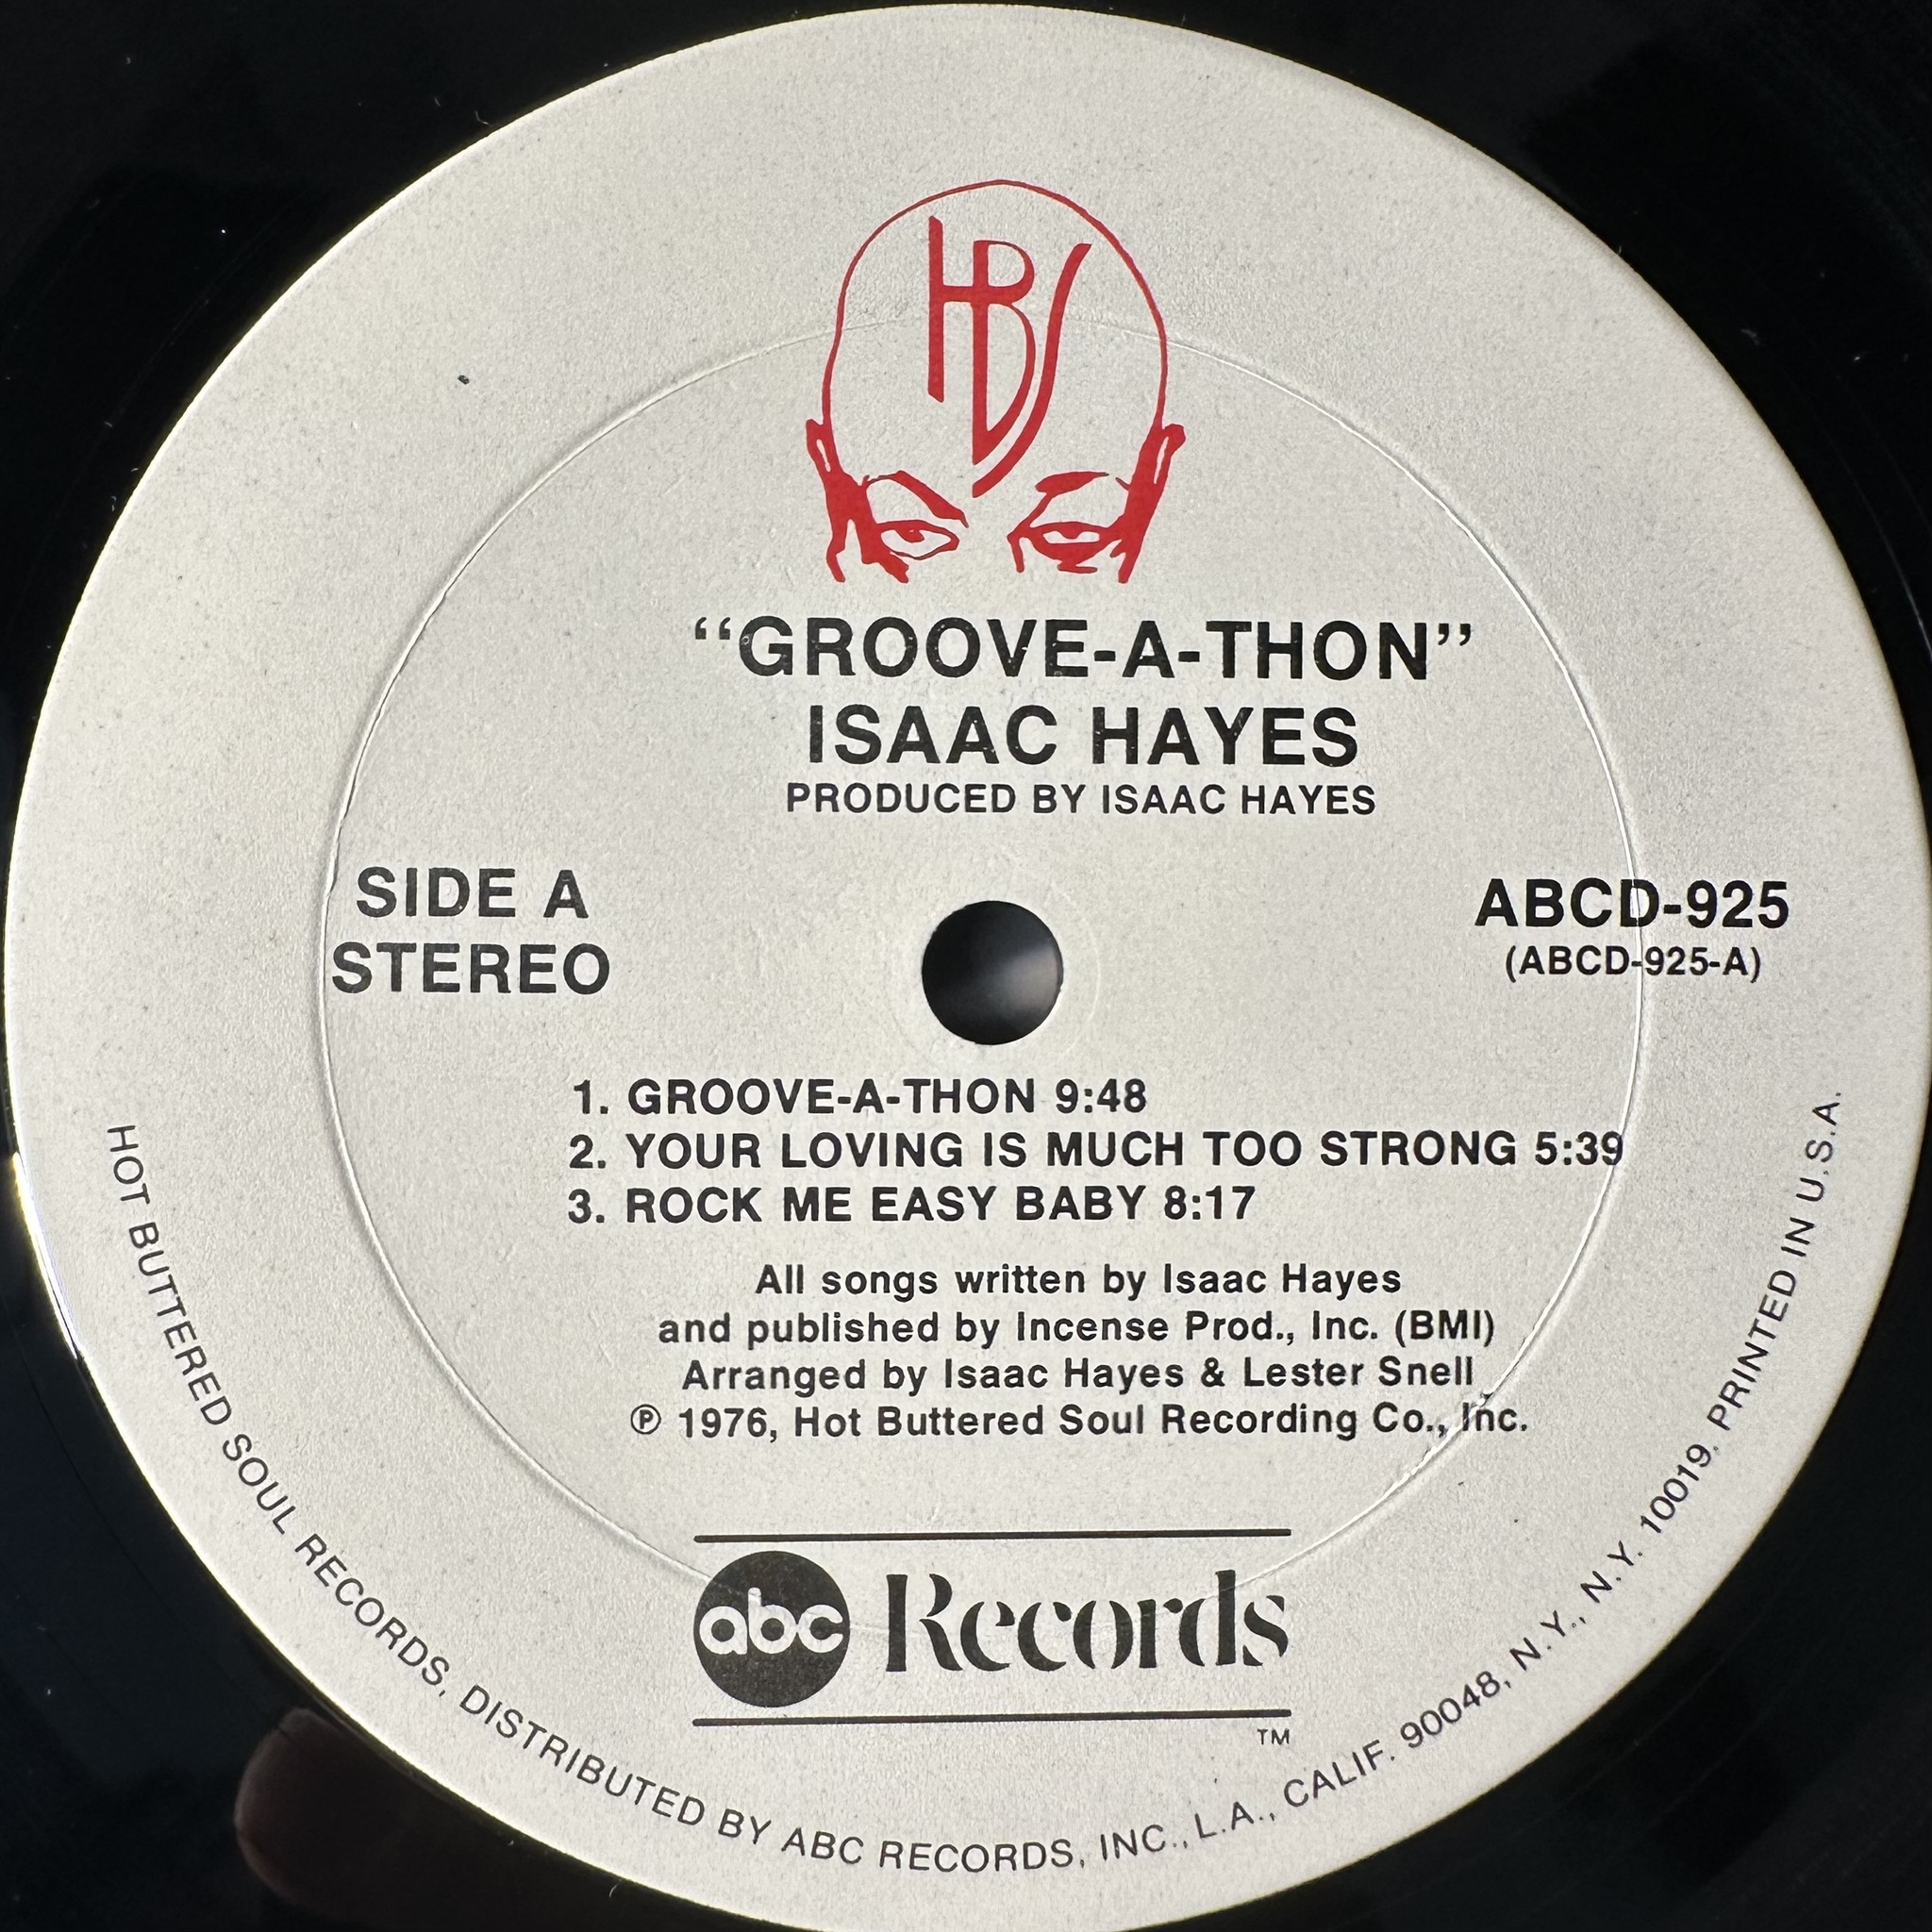 HBS
“GROOVE-A-THON”
ISAAC HAYES
PRODUCED BY ISAAC HAYES
SIDE A
STEREO
ABCD-925
(ABCD-925-A)
1. GROOVE-A-THON 9:48
2. YOUR LOVING IS MUCH TOO STRONG 5:39
3. ROCK ME EASY BABY 8:17
All songs written by Isaac Hayes
and published by Incense Prod., Inc. (BMI)
Arranged by Isaac Hayes & Lester Snell
℗ 1976, Hot Buttered Soul Recording Co., Inc.
abc Records
TM
HOT BUTTERED SOUL RECORDS, DISTRIBUTED BY ABC RECORDS, INC., L.A., CALIF. 90048, N.Y., N.Y. 10019. PRINTED IN U.S.A.